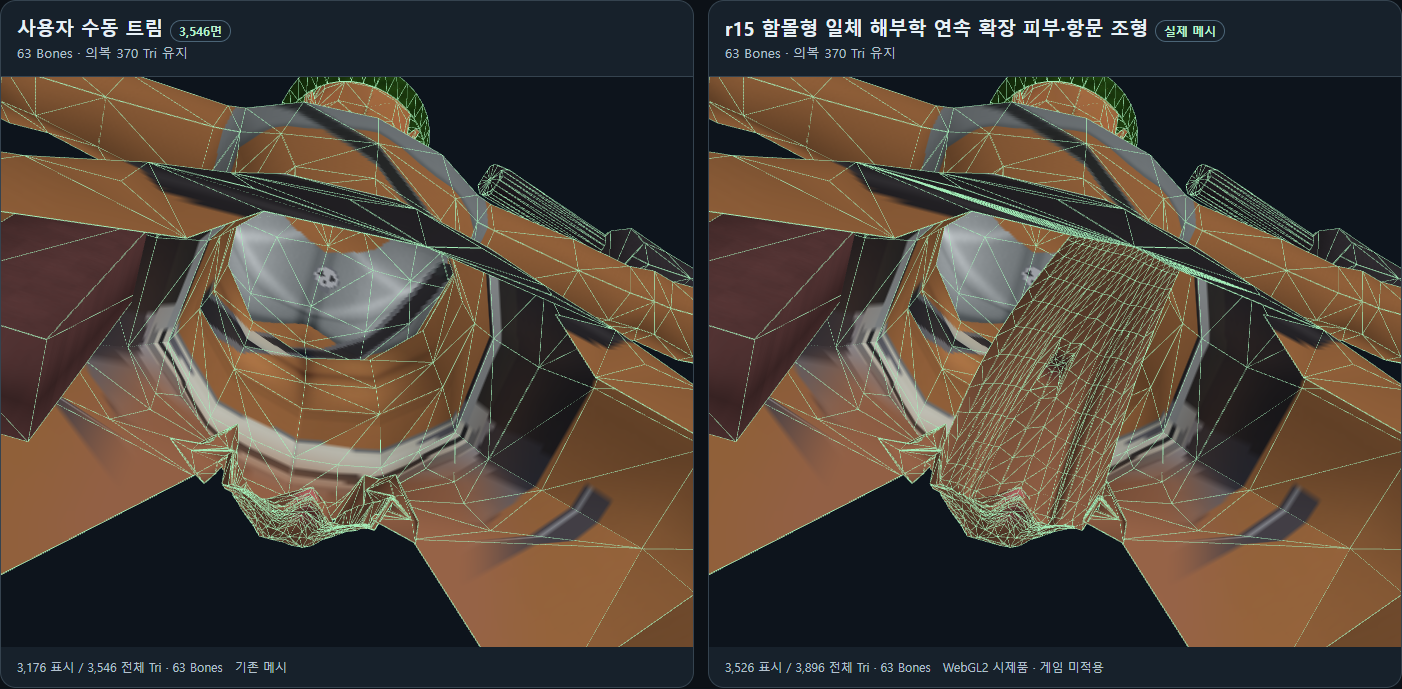 사용자 수동 트림 3,546면
63 Bones · 의복 370 Tri 유지
3,176 표시 / 3,546 전체 Tri · 63 Bones 기존 메시
r15 함몰형 일체 해부학 연속 확장 피부·항문 조형 실제 메시
63 Bones · 의복 370 Tri 유지
3,526 표시 / 3,896 전체 Tri · 63 Bones WebGL2 시제품 · 게임 미적용